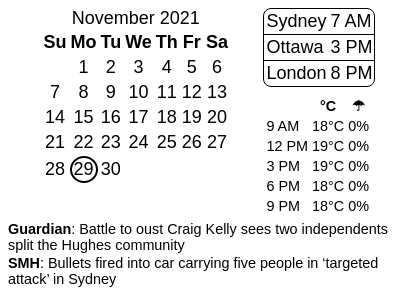 November 2021
Su Mo Tu We Th Fr Sa
1 2 3 4 5 6
7 8 9 10 11 12 13
14 15 16 17 18 19 20
21 22 23 24 25 26 27
28 29 30
Sydney 7 AM
Ottawa 3 PM
London 8 PM
°C ☂
9 AM 18°C 0%
12 PM 19°C 0%
3 PM 19°C 0%
6 PM 18°C 0%
9 PM 18°C 0%
Guardian: Battle to oust Craig Kelly sees two independents
split the Hughes community
SMH: Bullets fired into car carrying five people in ‘targeted
attack’ in Sydney